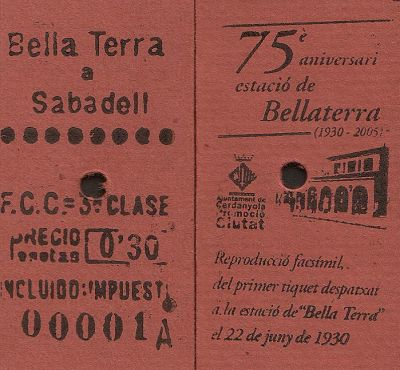 Bella Terra
a
Sabadell
F.C.C.=3ª CLASE
PRECIO
Pesetas 0'30
INCLUIDO IMPUEST
00001A
75è
aniversari
estació de
Bellaterra
(1930 - 2005)
Ajuntament de
Cerdanyola
Promoció
Ciutat
Reproducció facsímil,
del primer tiquet despatxat
a la estació de "Bella Terra"
el 22 de juny de 1930